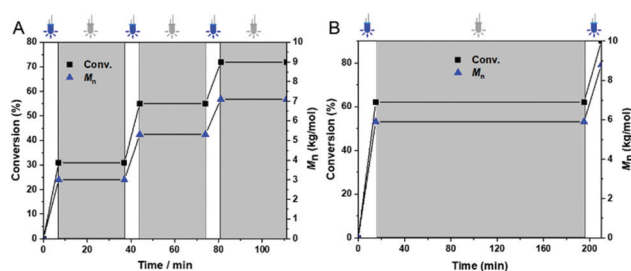 A
B
80
70
60
50
40
30
20
10
0
Conversion (%)
Conv.
Mn
10
9
8
7
6
5
4
3
2
1
0
Mn (kg/mol)
0 20 40 60 80 100
Time / min
80
60
40
20
0
Conversion (%)
Conv.
Mn
10
8
6
4
2
0
Mn (kg/mol)
0 40 80 120 160 200
Time (min)